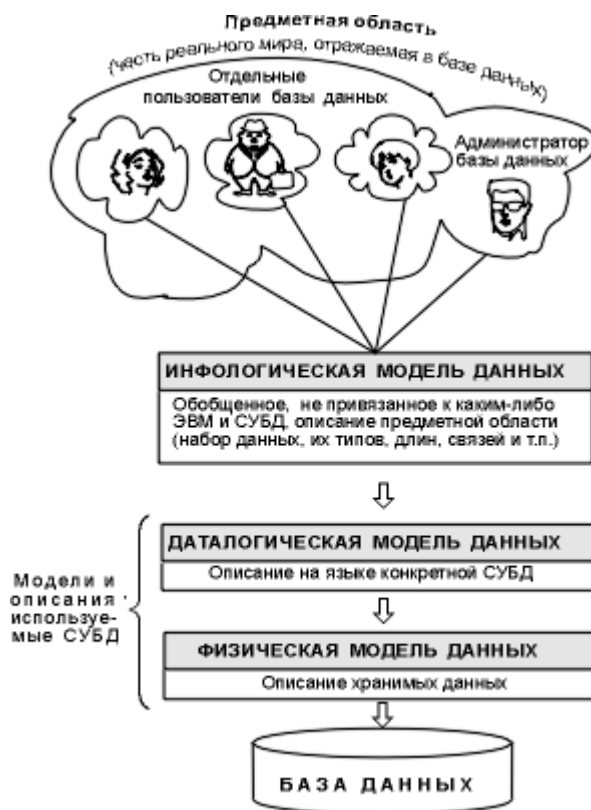 Предметная область
(часть реального мира, отражаемая в базе данных)
Отдельные
пользователи базы данных
Администратор
базы данных
ИНФОЛОГИЧЕСКАЯ МОДЕЛЬ ДАННЫХ
Обобщенное, не привязанное к каким-либо
ЭВМ и СУБД, описание предметной области
(набор данных, их типов, длин, связей и т.п.)
ДАТАЛОГИЧЕСКАЯ МОДЕЛЬ ДАННЫХ
Описание на языке конкретной СУБД
Модели и
описания,
используе-
мые СУБД
ФИЗИЧЕСКАЯ МОДЕЛЬ ДАННЫХ
Описание хранимых данных
БАЗА ДАННЫХ